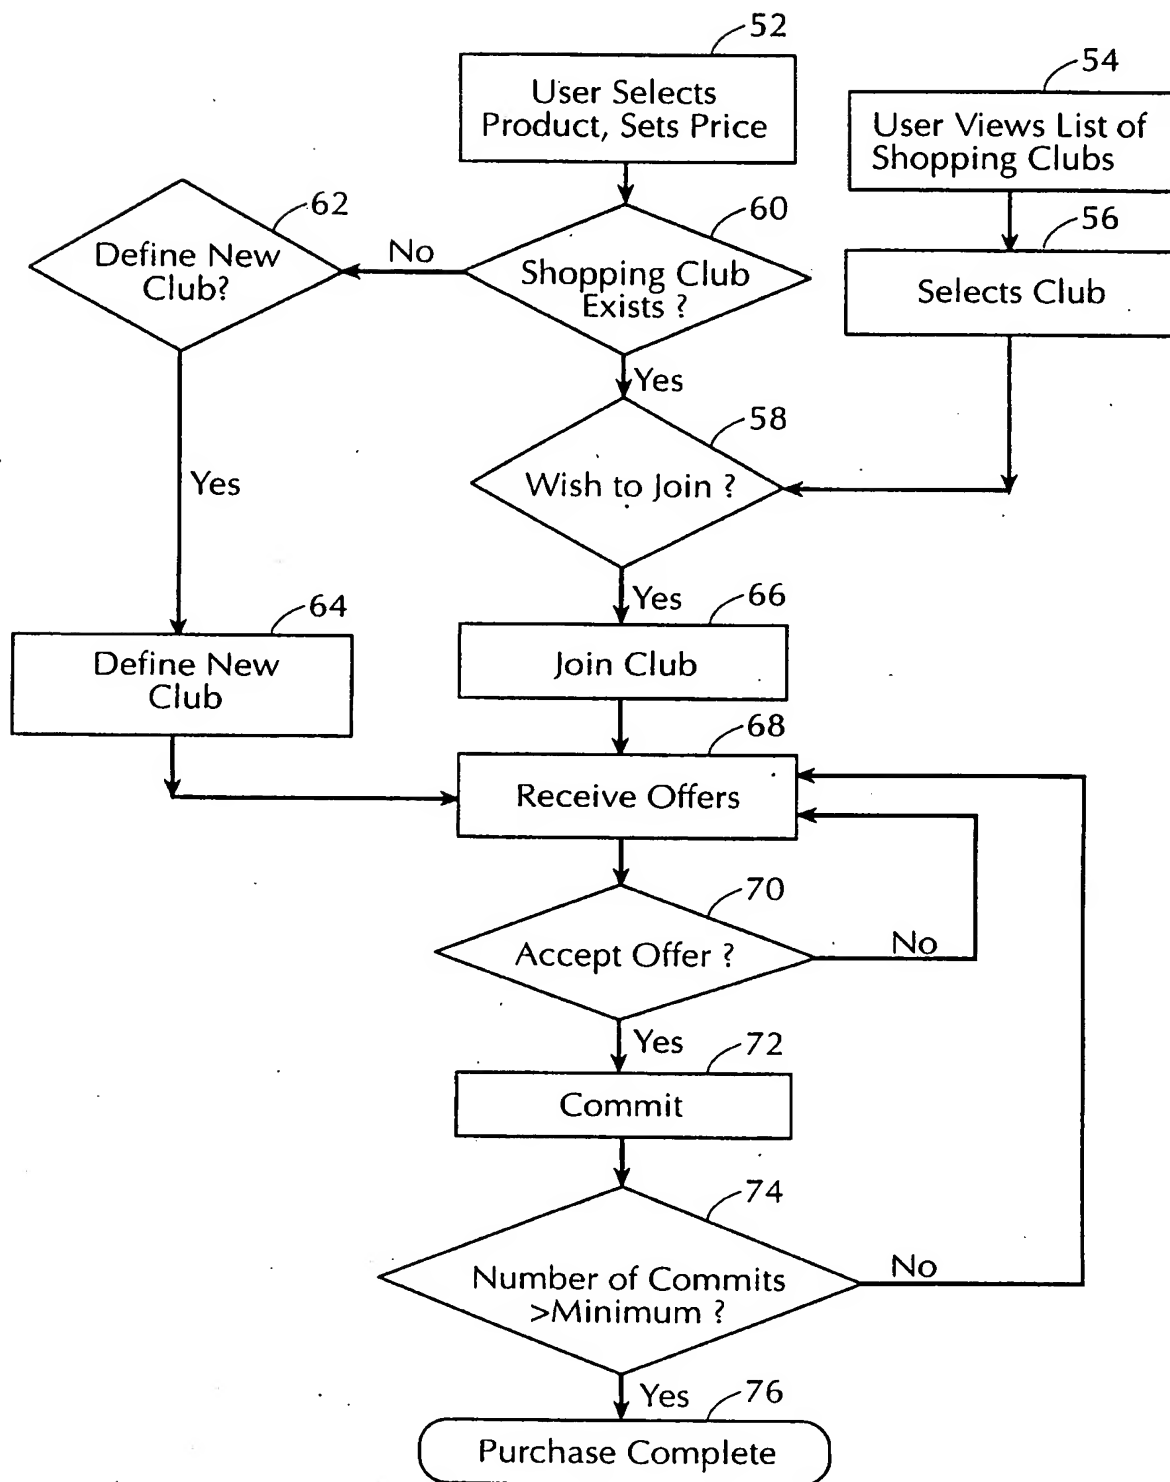 52
User Selects
Product, Sets Price
54
User Views List of
Shopping Clubs
62
Define New
Club?
No
60
Shopping Club
Exists ?
56
Selects Club
Yes
58
Wish to Join ?
Yes
Yes
66
Join Club
64
Define New
Club
68
Receive Offers
70
Accept Offer ?
No
Yes
72
Commit
74
Number of Commits
>Minimum ?
No
Yes
76
Purchase Complete